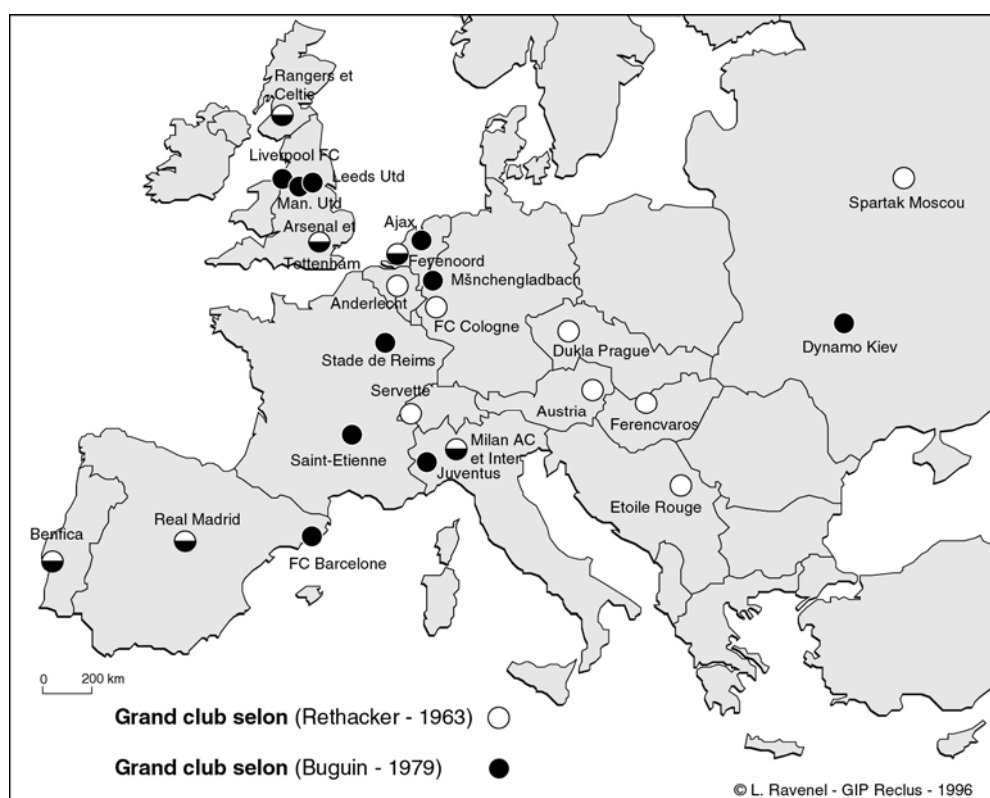 Rangers et
Celtic
Liverpool FC
Leeds Utd
Man. Utd
Arsenal et
Tottenham
Ajax
Feyenoord
Mšnchengladbach
Anderlecht
FC Cologne
Spartak Moscou
Dynamo Kiev
Dukla Prague
Stade de Reims
Servette
Austria
Ferencvaros
Saint-Etienne
Milan AC
et Inter
Juventus
Etoile Rouge
Benfica
Real Madrid
FC Barcelone
0 200 km
Grand club selon (Rethacker - 1963)
Grand club selon (Buguin - 1979)
© L. Ravenel - GIP Reclus - 1996